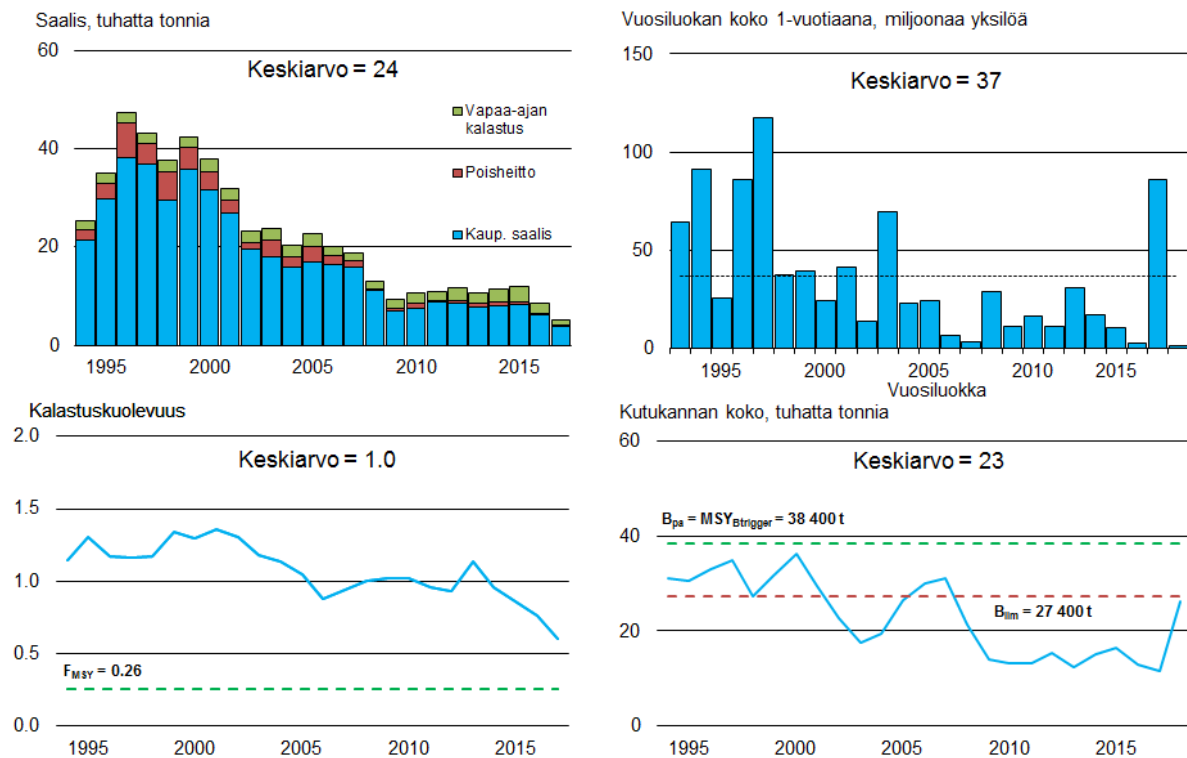 Saalis, tuhatta tonnia
60
Keskiarvo = 24
Vapaa-ajan
kalastus
40
Poisheitto
Kaup. saalis
20
0
1995 2000 2005 2010 2015
Vuosiluokan koko 1-vuotiaana, miljoonaa yksilöä
150
Keskiarvo = 37
100
50
0
1995 2000 2005 2010 2015
Vuosiluokka
Kalastuskuolevuus
2.0
Keskiarvo = 1.0
1.5
1.0
0.5
FMSY = 0.26
0.0
1995 2000 2005 2010 2015
Kutukannan koko, tuhatta tonnia
60
Keskiarvo = 23
Bpa = MSYBtrigger = 38 400 t
40
Blim = 27 400 t
20
0
1995 2000 2005 2010 2015